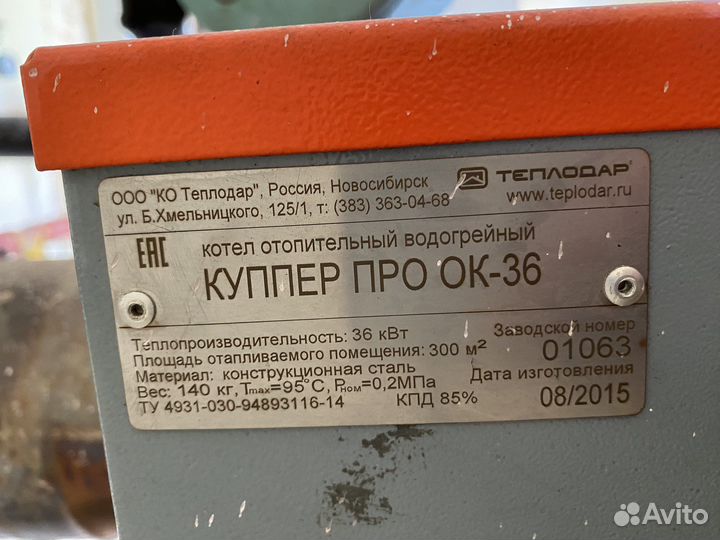 ООО "КО Теплодар", Россия, Новосибирск
ул. Б.Хмельницкого, 125/1, т: (383) 363-04-68
ТЕПЛОДАР®
www.teplodar.ru
EAC
котел отопительный водогрейный
КУППЕР ПРО ОК-36
Теплопроизводительность: 36 кВт
Площадь отапливаемого помещения: 300 м²
Материал: конструкционная сталь
Вес: 140 кг, Tmax=95°C, Pном=0,2МПа
ТУ 4931-030-94893116-14 КПД 85%
Заводской номер
01063
Дата изготовления
08/2015
Avito